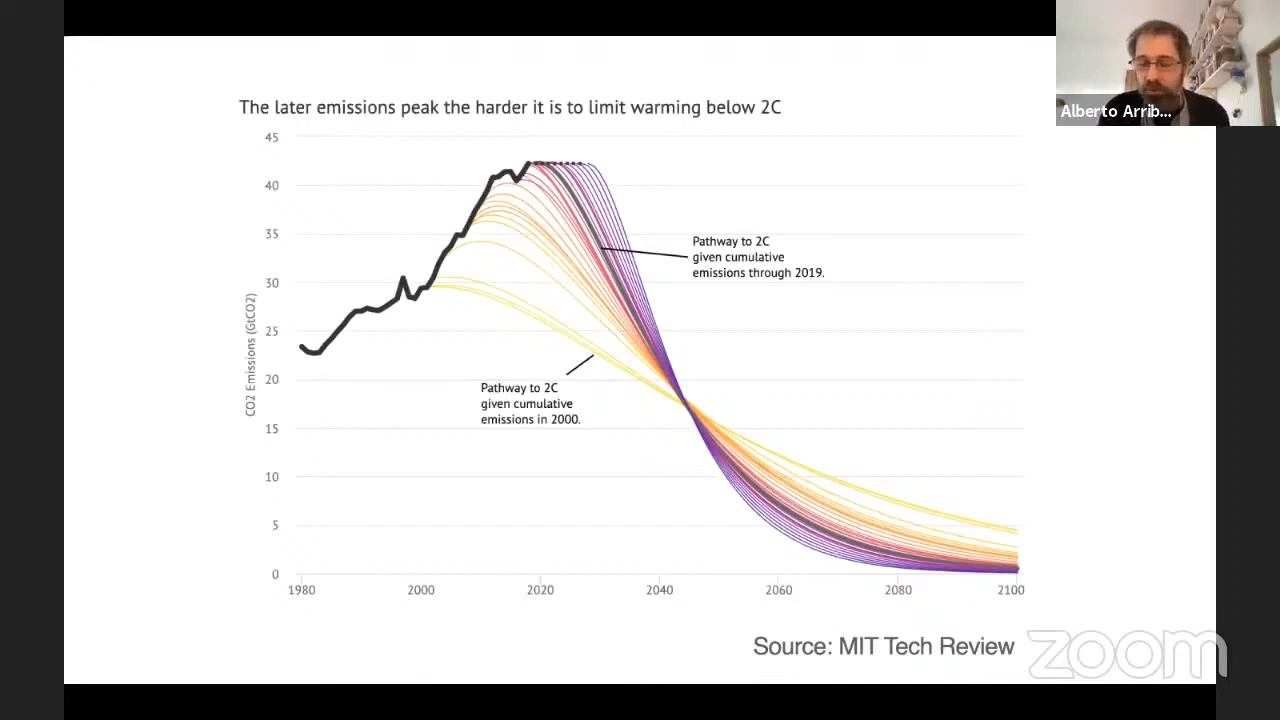 Alberto Arrib...
The later emissions peak the harder it is to limit warming below 2C
45
40
35
30
25
20
15
10
5
0
CO2 Emissions (GtCO2)
Pathway to 2C
given cumulative
emissions through 2019.
Pathway to 2C
given cumulative
emissions in 2000.
1980 2000 2020 2040 2060 2080 2100
Source: MIT Tech Review
zoom